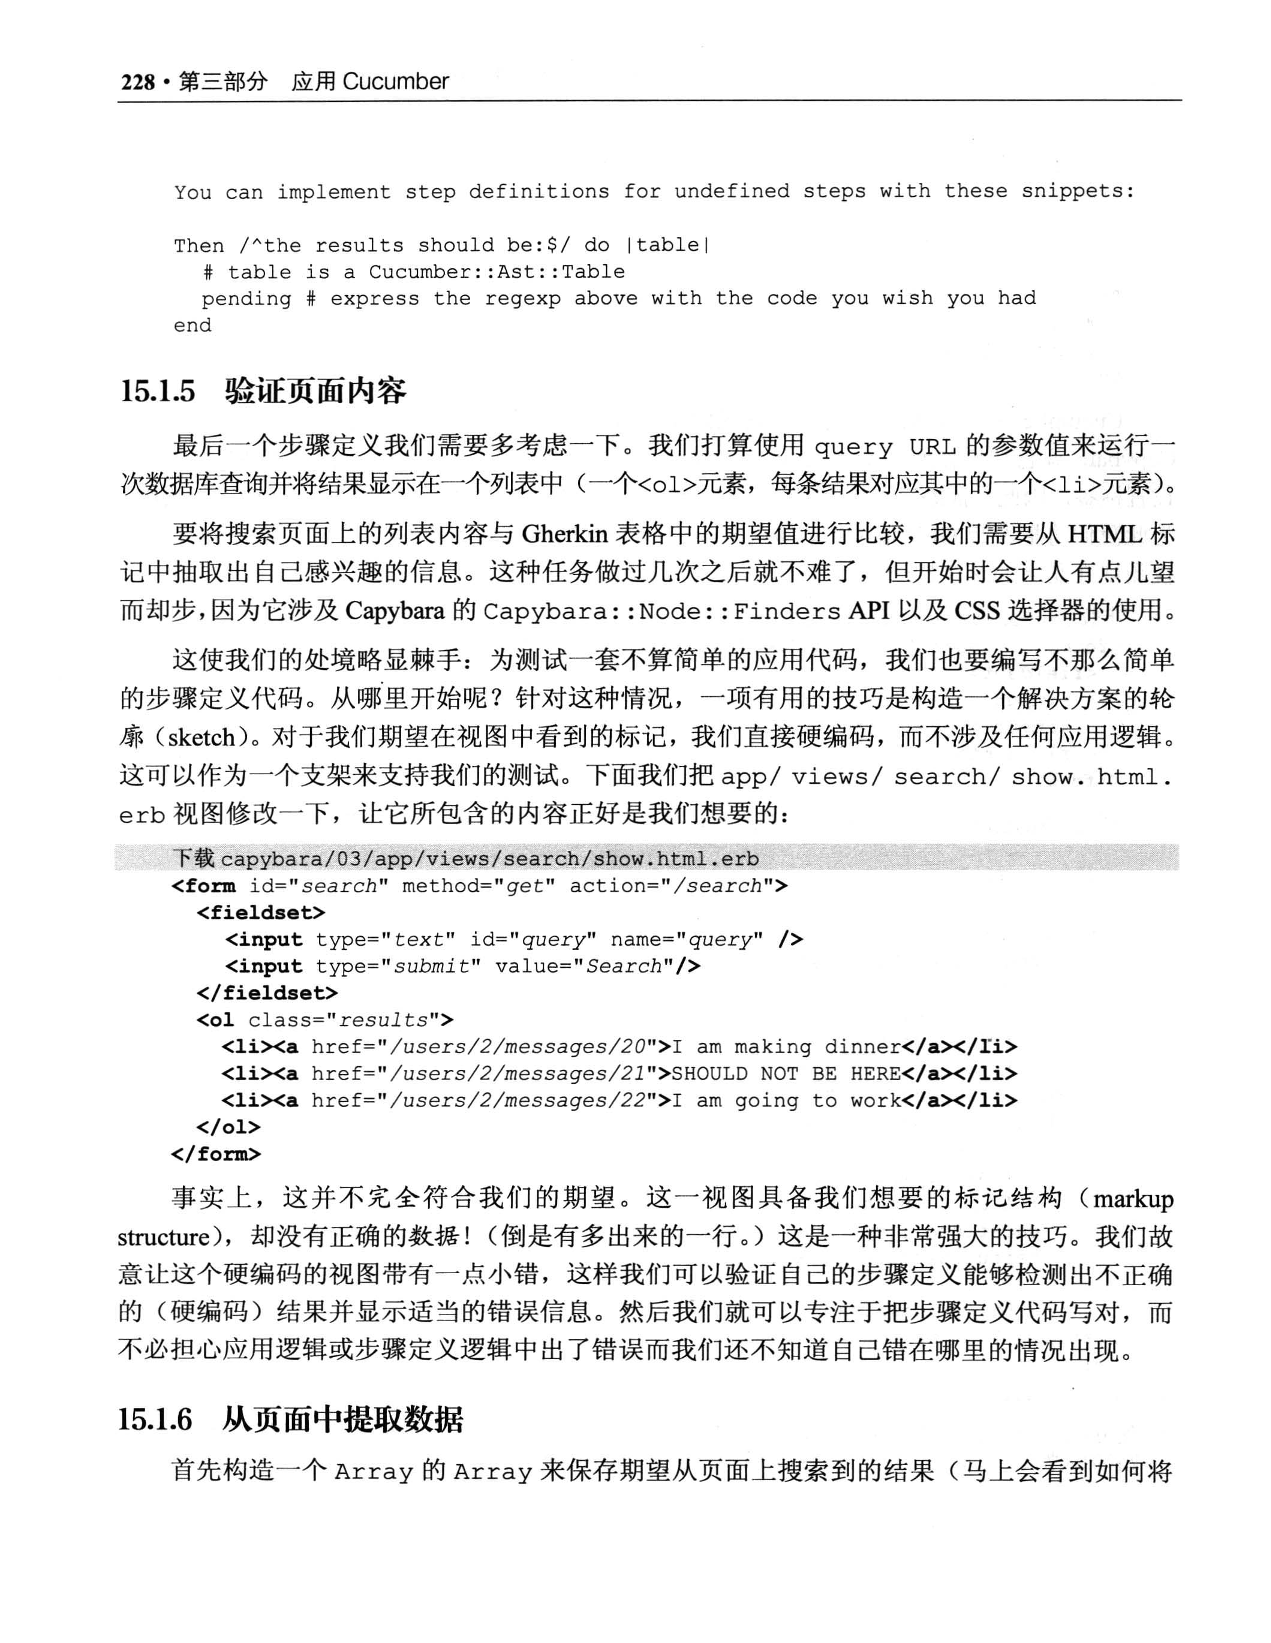 228·第三部分　应用 Cucumber
You can implement step definitions for undefined steps with these snippets:
Then /^the results should be:$/ do |table|
  # table is a Cucumber::Ast::Table
  pending # express the regexp above with the code you wish you had
end
15.1.5　验证页面内容
最后一个步骤定义我们需要多考虑一下。我们打算使用 query URL 的参数值来运行一
次数据库查询并将结果显示在一个列表中（一个<ol>元素，每条结果对应其中的一个<li>元素）。
要将搜索页面上的列表内容与 Gherkin 表格中的期望值进行比较，我们需要从 HTML 标
记中抽取出自己感兴趣的信息。这种任务做过几次之后就不难了，但开始时会让人有点儿望
而却步，因为它涉及 Capybara 的 Capybara::Node::Finders API 以及 CSS 选择器的使用。
这使我们的处境略显棘手：为测试一套不算简单的应用代码，我们也要编写不那么简单
的步骤定义代码。从哪里开始呢？针对这种情况，一项有用的技巧是构造一个解决方案的轮
廓（sketch）。对于我们期望在视图中看到的标记，我们直接硬编码，而不涉及任何应用逻辑。
这可以作为一个支架来支持我们的测试。下面我们把 app/ views/ search/ show. html.
erb 视图修改一下，让它所包含的内容正好是我们想要的：
下载 capybara/03/app/views/search/show.html.erb
<form id="search" method="get" action="/search">
  <fieldset>
    <input type="text" id="query" name="query" />
    <input type="submit" value="Search"/>
  </fieldset>
  <ol class="results">
    <li><a href="/users/2/messages/20">I am making dinner</a></li>
    <li><a href="/users/2/messages/21">SHOULD NOT BE HERE</a></li>
    <li><a href="/users/2/messages/22">I am going to work</a></li>
  </ol>
</form>
事实上，这并不完全符合我们的期望。这一视图具备我们想要的标记结构（markup
structure），却没有正确的数据！（倒是有多出来的一行。）这是一种非常强大的技巧。我们故
意让这个硬编码的视图带有一点小错，这样我们可以验证自己的步骤定义能够检测出不正确
的（硬编码）结果并显示适当的错误信息。然后我们就可以专注于把步骤定义代码写对，而
不必担心应用逻辑或步骤定义逻辑中出了错误而我们还不知道自己错在哪里的情况出现。
15.1.6　从页面中提取数据
首先构造一个 Array 的 Array 来保存期望从页面上搜索到的结果（马上会看到如何将